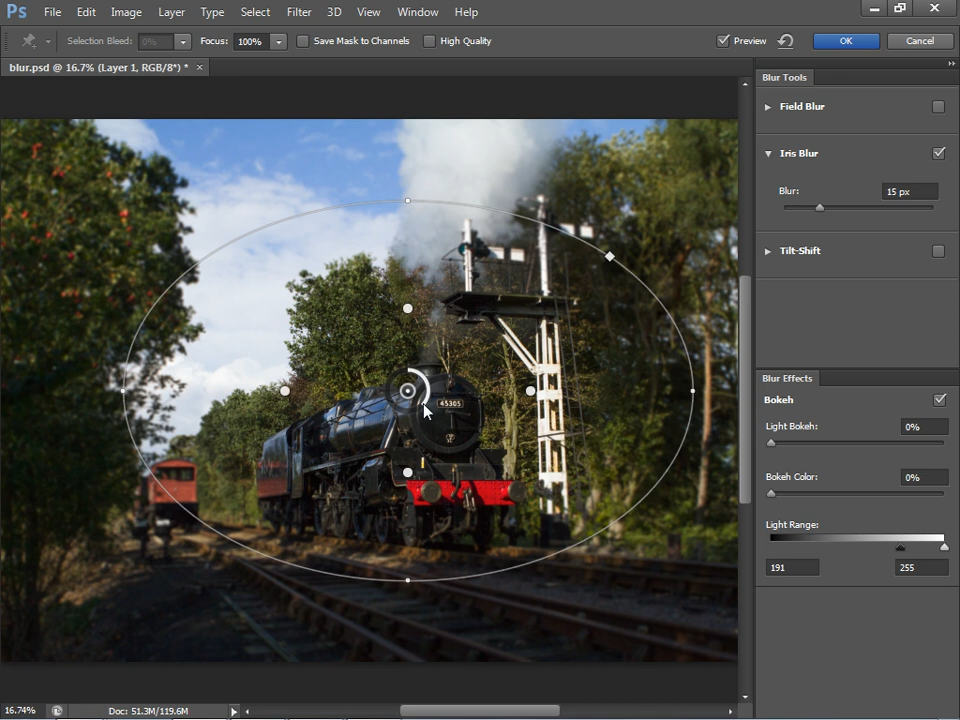 Ps File Edit Image Layer Type Select Filter 3D View Window Help
Selection Bleed: 0% Focus: 100% Save Mask to Channels High Quality Preview OK Cancel
blur.psd @ 16.7% (Layer 1, RGB/8*) * ×
Blur Tools
Field Blur
Iris Blur
Blur: 15 px
Tilt-Shift
45305
Blur Effects
Bokeh
Light Bokeh: 0%
Bokeh Color: 0%
Light Range:
191 255
16.74% Doc: 51.3M/119.6M